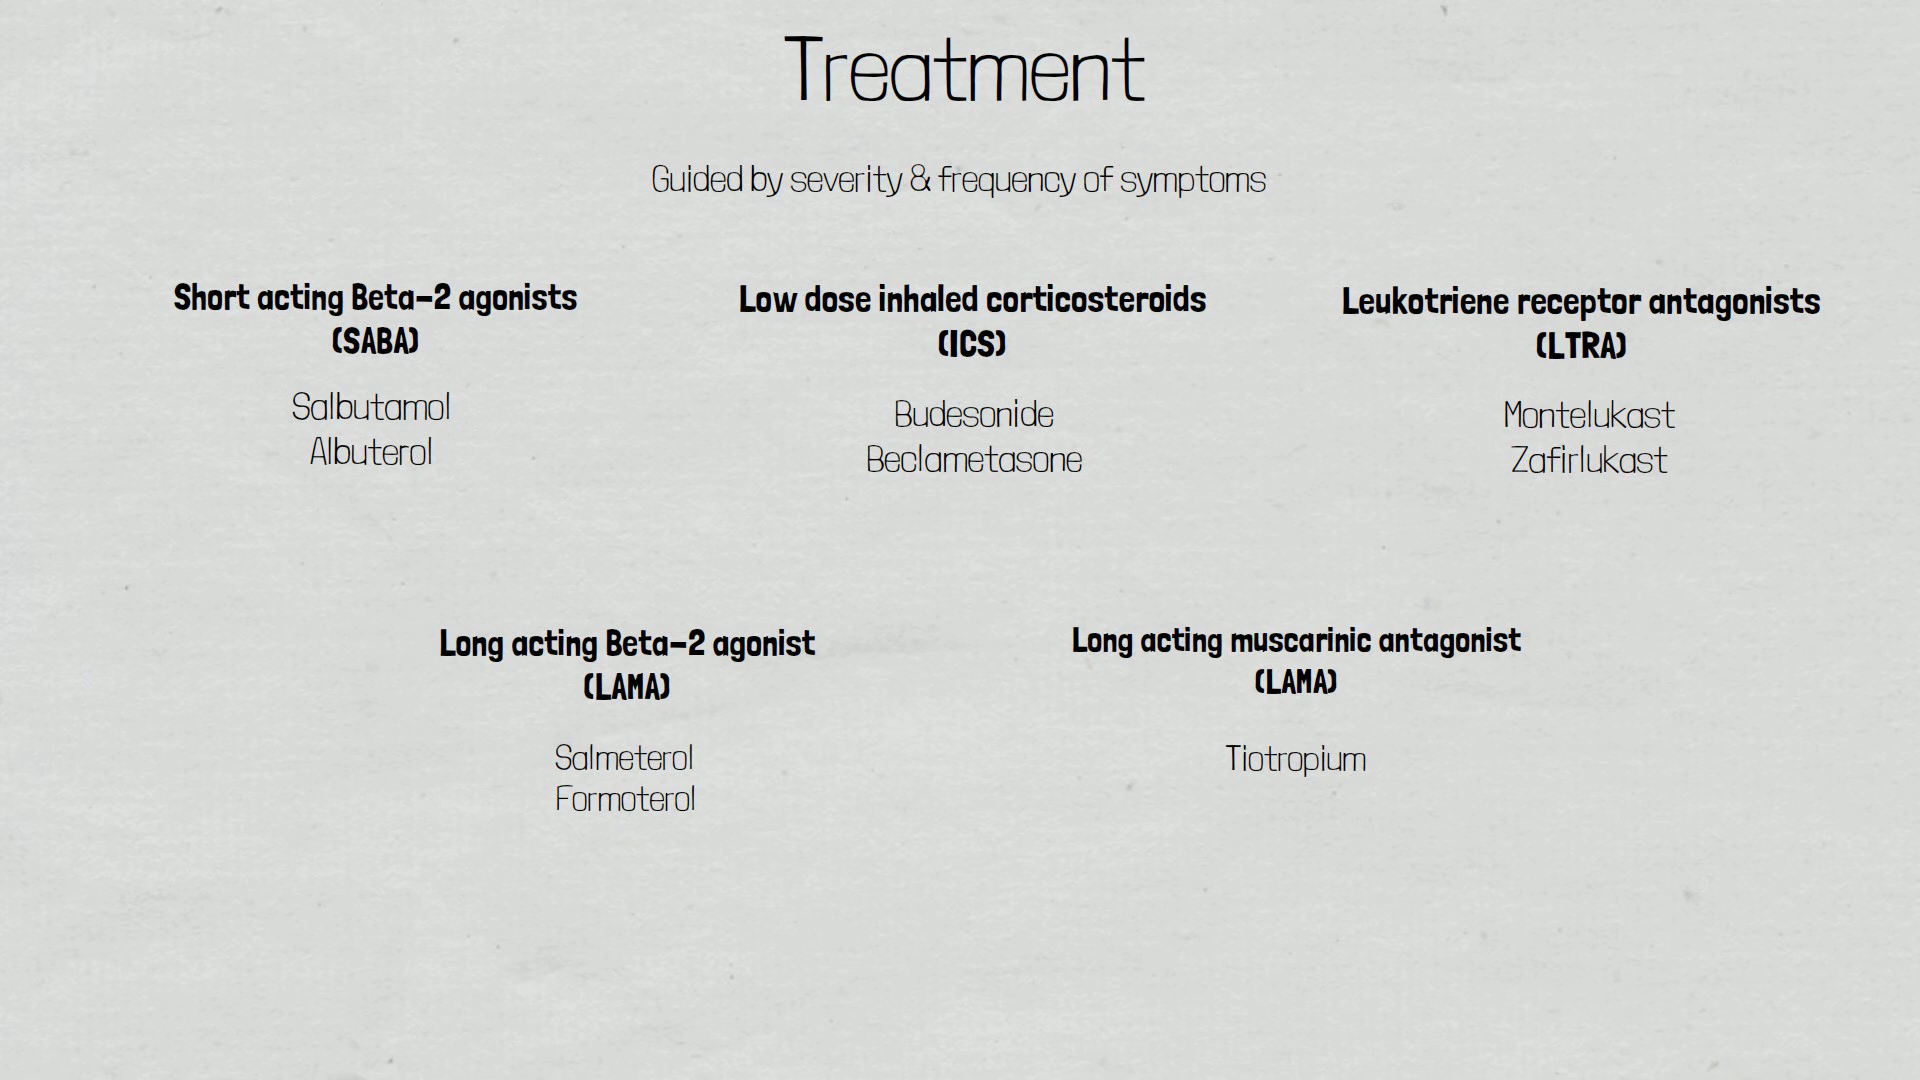 Treatment
Guided by severity & frequency of symptoms
Short acting Beta-2 agonists
(SABA)
Salbutamol
Albuterol
Low dose inhaled corticosteroids
(ICS)
Budesonide
Beclametasone
Leukotriene receptor antagonists
(LTRA)
Montelukast
Zafirlukast
Long acting Beta-2 agonist
(LAMA)
Salmeterol
Formoterol
Long acting muscarinic antagonist
(LAMA)
Tiotropium